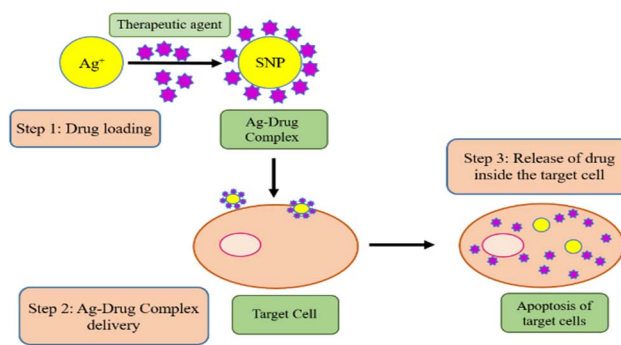 Therapeutic agent
Ag⁺
SNP
Step 1: Drug loading
Ag-Drug
Complex
Step 3: Release of drug
inside the target cell
Step 2: Ag-Drug Complex
delivery
Target Cell
Apoptosis of
target cells